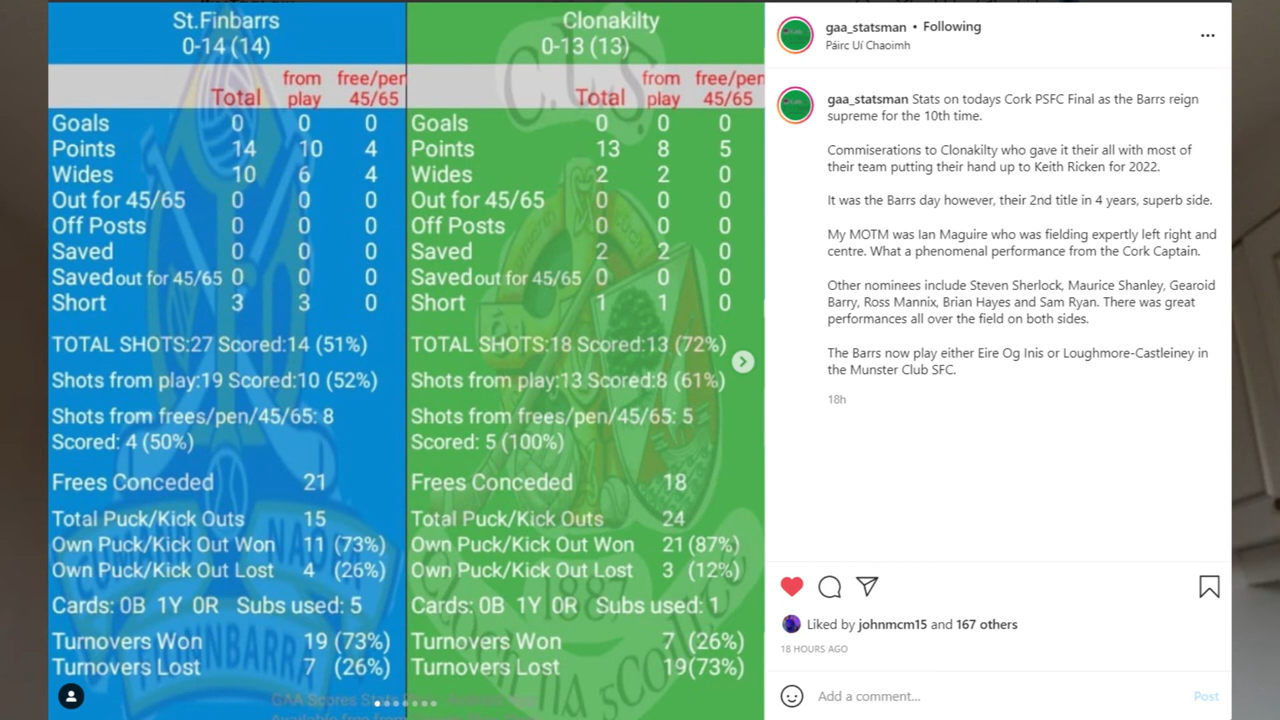 St.Finbarrs
0-14 (14)
Total from play free/pen 45/65
Goals 0 0 0
Points 14 10 4
Wides 10 6 4
Out for 45/65 0 0 0
Off Posts 0 0 0
Saved 0 0 0
Saved out for 45/65 0 0 0
Short 3 3 0
TOTAL SHOTS:27 Scored:14 (51%)
Shots from play:19 Scored:10 (52%)
Shots from frees/pen/45/65: 8
Scored: 4 (50%)
Frees Conceded 21
Total Puck/Kick Outs 15
Own Puck/Kick Out Won 11 (73%)
Own Puck/Kick Out Lost 4 (26%)
Cards: 0B 1Y 0R Subs used: 5
Turnovers Won 19 (73%)
Turnovers Lost 7 (26%)
Clonakilty
0-13 (13)
Total from play free/pen 45/65
Goals 0 0 0
Points 13 8 5
Wides 2 2 0
Out for 45/65 0 0 0
Off Posts 0 0 0
Saved 2 2 0
Saved out for 45/65 0 0 0
Short 1 1 0
TOTAL SHOTS:18 Scored:13 (72%)
Shots from play:13 Scored:8 (61%)
Shots from frees/pen/45/65: 5
Scored: 5 (100%)
Frees Conceded 18
Total Puck/Kick Outs 24
Own Puck/Kick Out Won 21 (87%)
Own Puck/Kick Out Lost 3 (12%)
Cards: 0B 1Y 0R Subs used: 1
Turnovers Won 7 (26%)
Turnovers Lost 19(73%)
C.L.S
1887
GAA Scores Stats
gaa_statsman • Following
Páirc Uí Chaoimh
gaa_statsman Stats on todays Cork PSFC Final as the Barrs reign
supreme for the 10th time.
Commiserations to Clonakilty who gave it their all with most of
their team putting their hand up to Keith Ricken for 2022.
It was the Barrs day however, their 2nd title in 4 years, superb side.
My MOTM was Ian Maguire who was fielding expertly left right and
centre. What a phenomenal performance from the Cork Captain.
Other nominees include Steven Sherlock, Maurice Shanley, Gearoid
Barry, Ross Mannix, Brian Hayes and Sam Ryan. There was great
performances all over the field on both sides.
The Barrs now play either Eire Og Inis or Loughmore-Castleiney in
the Munster Club SFC.
18h
Liked by johnmcm15 and 167 others
18 HOURS AGO
Add a comment...
Post